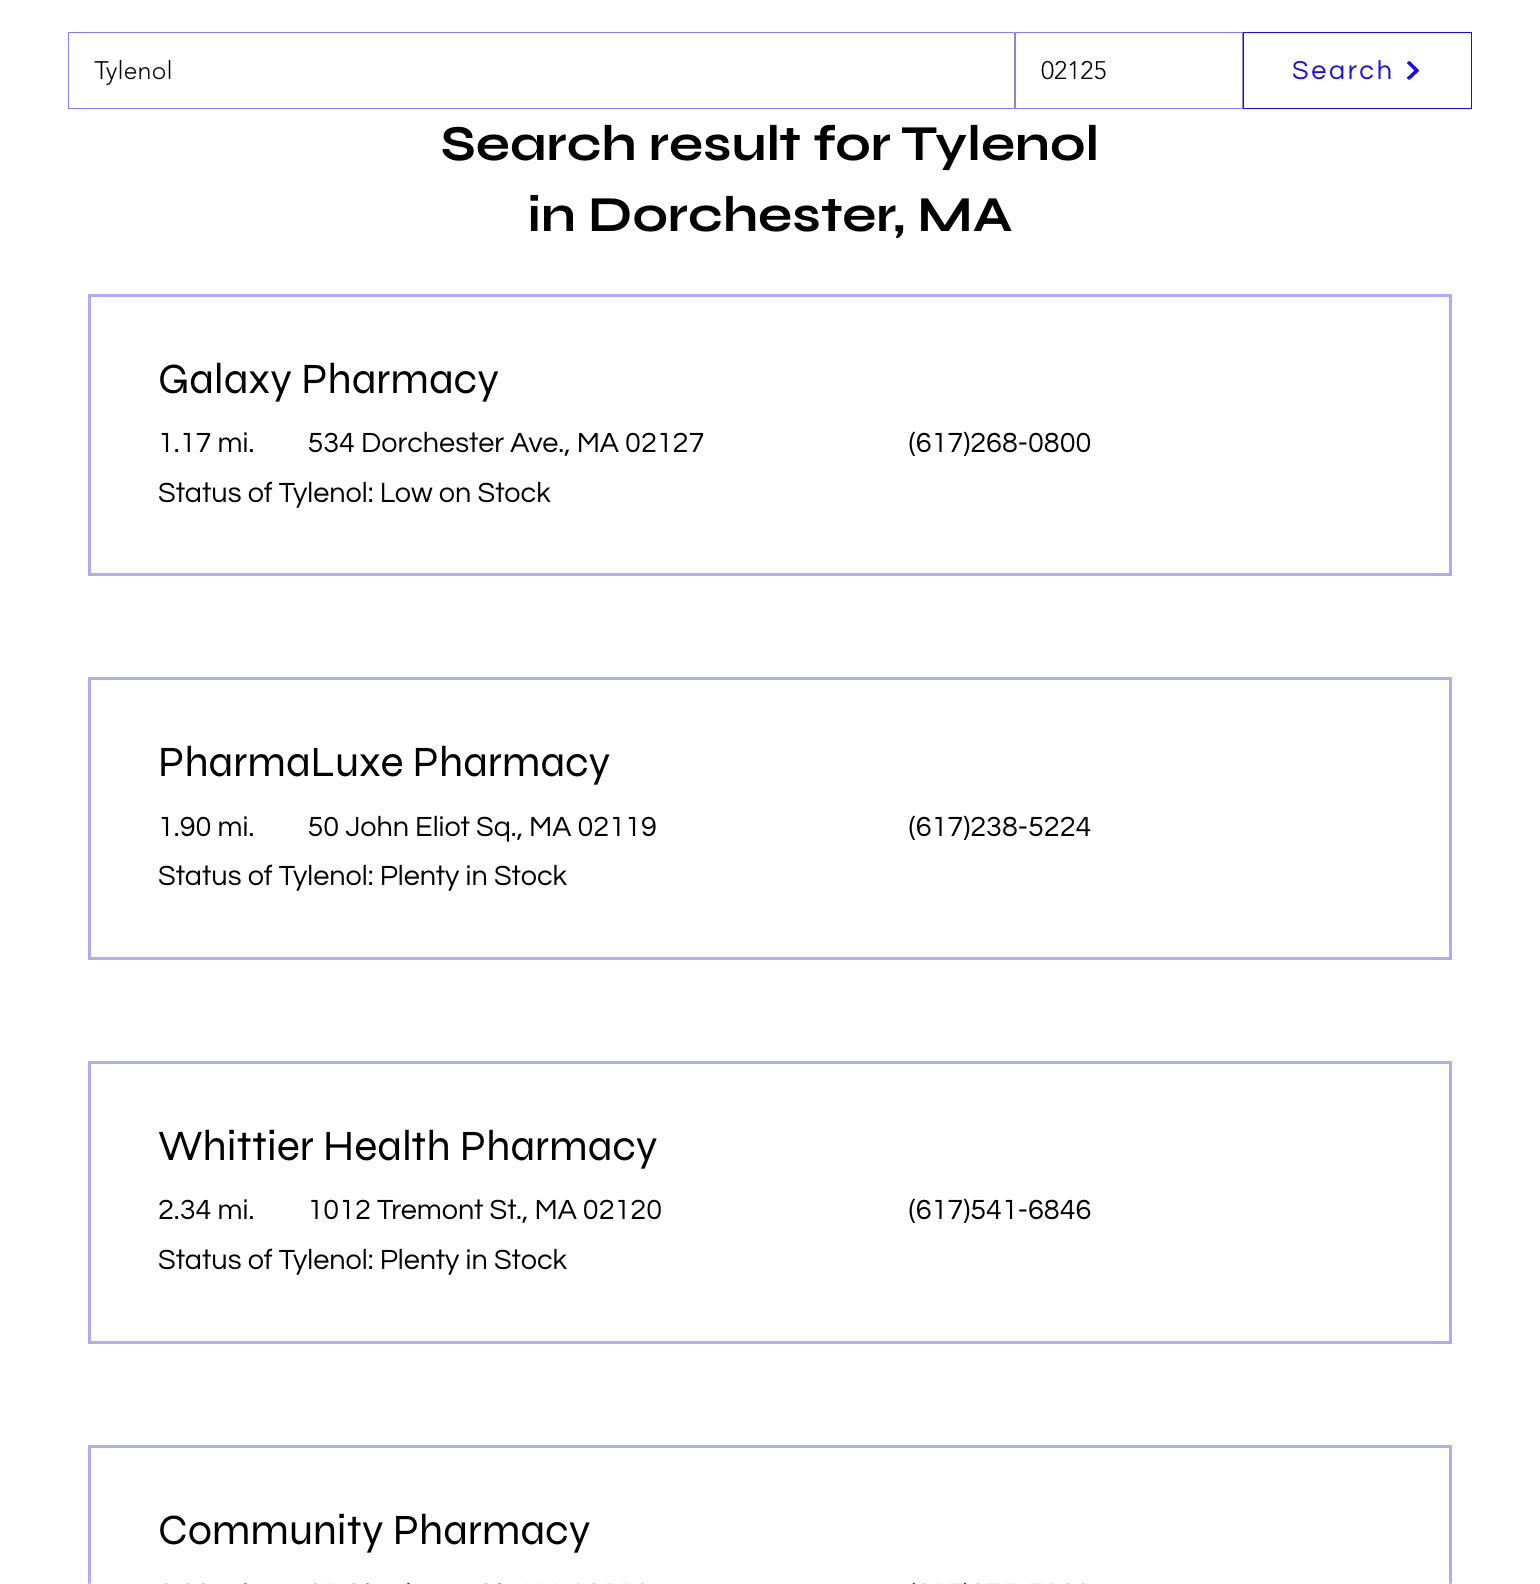 Tylenol
02125
Search
Search result for Tylenol
in Dorchester, MA
Galaxy Pharmacy
1.17 mi. 534 Dorchester Ave., MA 02127 (617)268-0800
Status of Tylenol: Low on Stock
PharmaLuxe Pharmacy
1.90 mi. 50 John Eliot Sq., MA 02119 (617)238-5224
Status of Tylenol: Plenty in Stock
Whittier Health Pharmacy
2.34 mi. 1012 Tremont St., MA 02120 (617)541-6846
Status of Tylenol: Plenty in Stock
Community Pharmacy